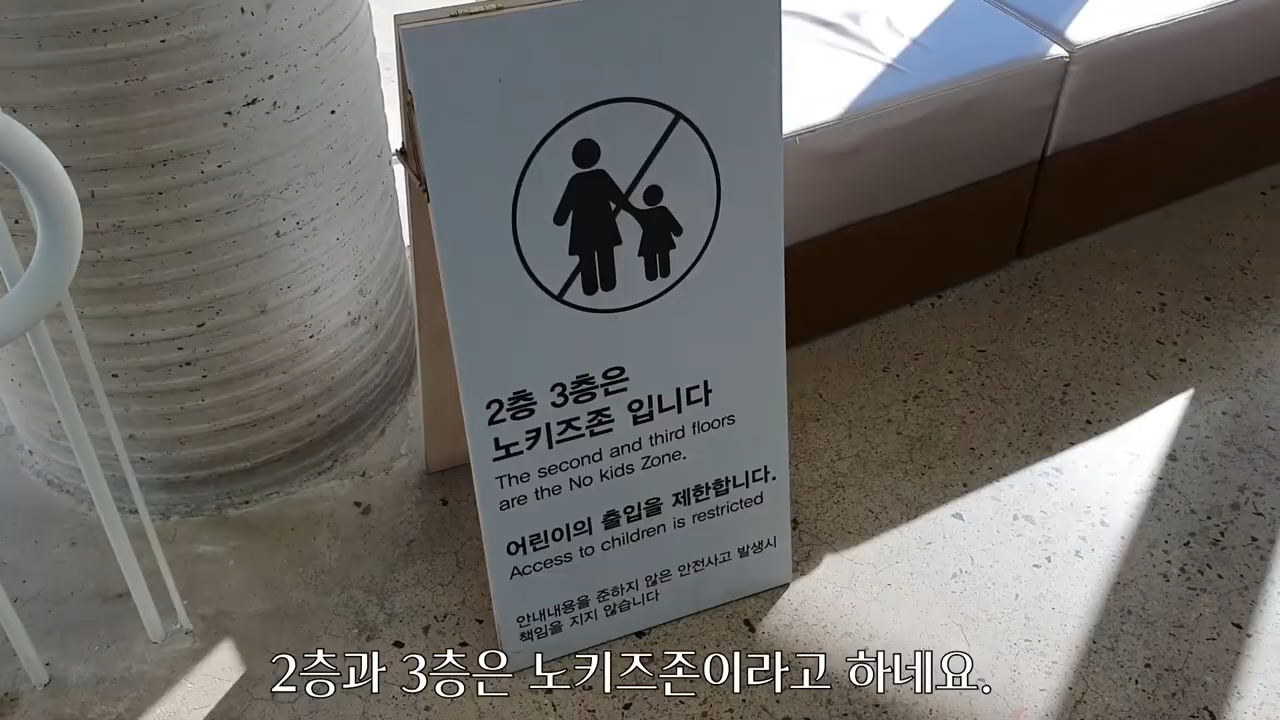 2층 3층은
노키즈존 입니다
The second and third floors
are the No kids Zone.
어린이의 출입을 제한합니다.
Access to children is restricted
안내내용을 준하지 않은 안전사고 발생시
책임을 지지 않습니다
2층과 3층은 노키즈존이라고 하네요.